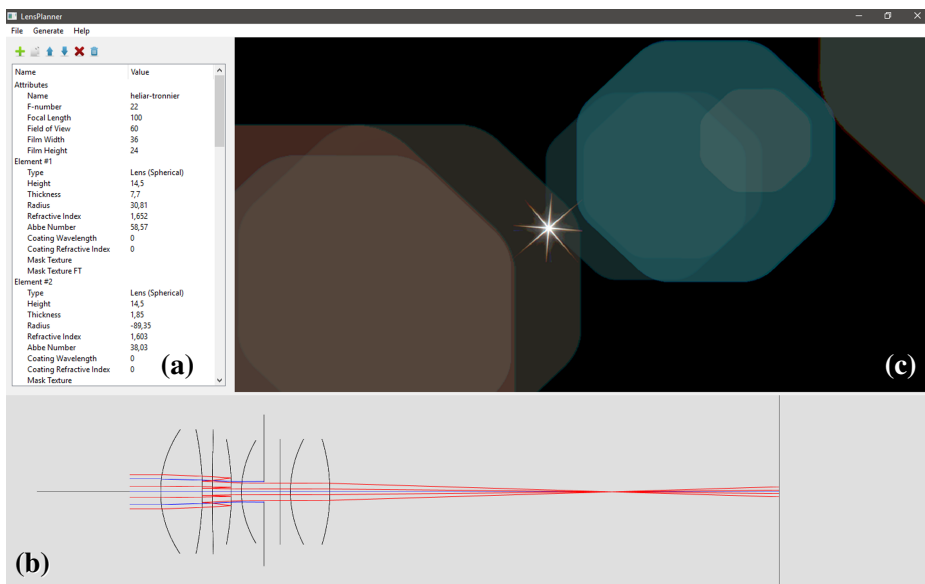 LensPlanner
File Generate Help
Name Value
Attributes
Name heliar-tronnier
F-number 22
Focal Length 100
Field of View 60
Film Width 36
Film Height 24
Element #1
Type Lens (Spherical)
Height 14,5
Thickness 7,7
Radius 30,81
Refractive Index 1,652
Abbe Number 58,57
Coating Wavelength 0
Coating Refractive Index 0
Mask Texture
Mask Texture FT
Element #2
Type Lens (Spherical)
Height 14,5
Thickness 1,85
Radius -89,35
Refractive Index 1,603
Abbe Number 38,03
Coating Wavelength 0
Coating Refractive Index 0
Mask Texture
(a)
(c)
(b)